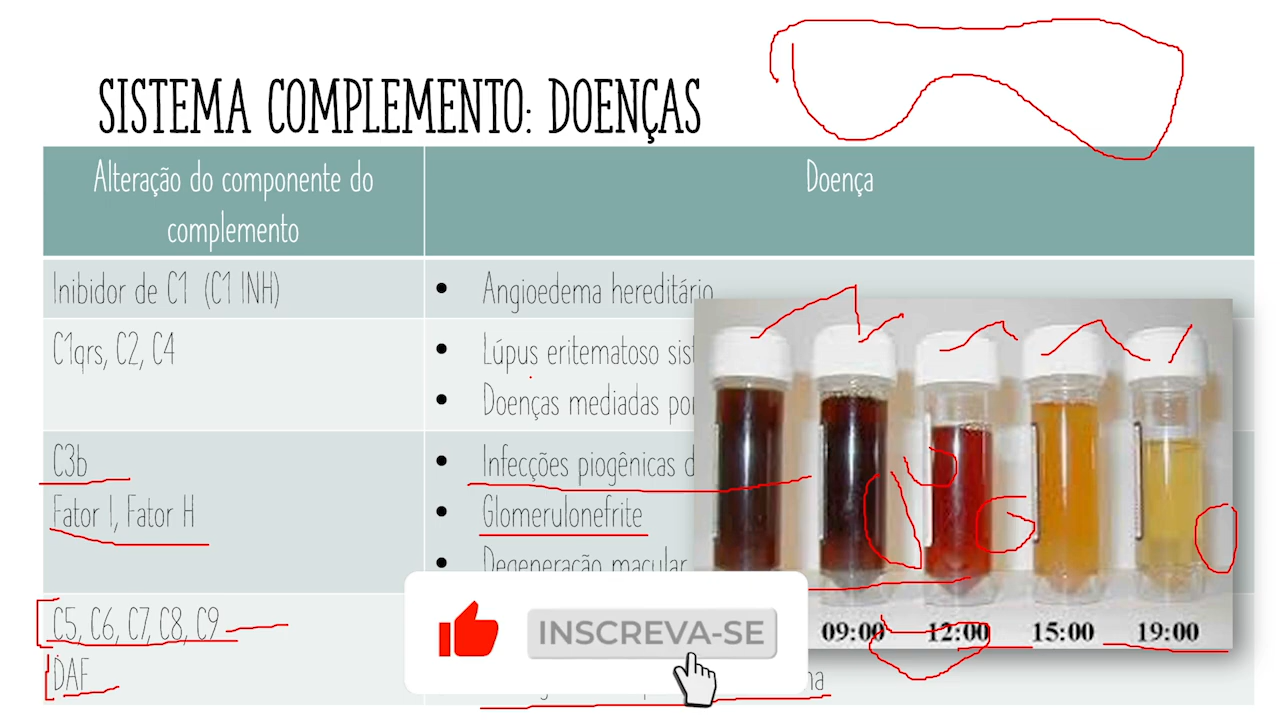 SISTEMA COMPLEMENTO: DOENÇAS
Alteração do componente do
complemento
Doença
Inibidor de C1 (C1 INH)
• Angioedema hereditário
C1qrs, C2, C4
• Lúpus eritematoso
• Doenças mediadas
C3b
Fator I, Fator H
• Infecções piogênicas
• Glomerulonefrite
• Degeneração macular
C5, C6, C7, C8, C9
DAF
INSCREVA-SE
09:00 12:00 15:00 19:00